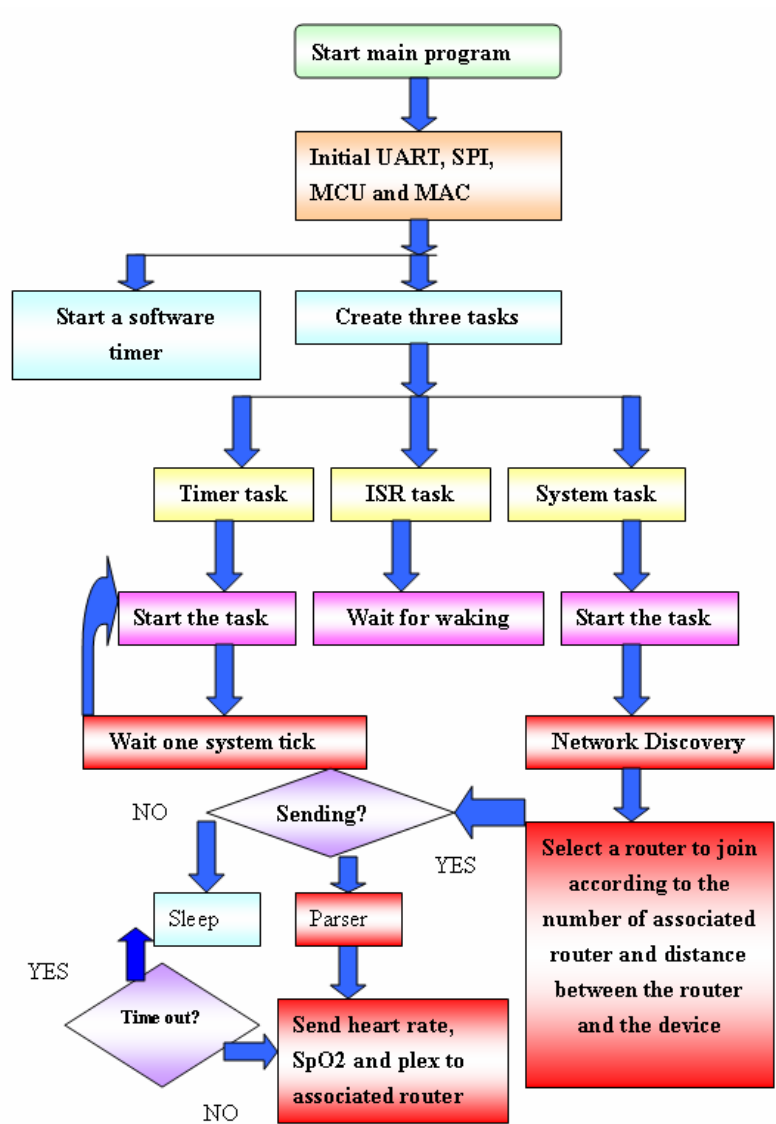 Start main program
Initial UART, SPI,
MCU and MAC
Start a software
timer
Create three tasks
Timer task
ISR task
System task
Start the task
Wait for waking
Start the task
Wait one system tick
Network Discovery
NO
Sending?
YES
Select a router to join
according to the
number of associated
router and distance
between the router
and the device
Sleep
Parser
YES
Time out?
NO
Send heart rate,
SpO2 and plex to
associated router